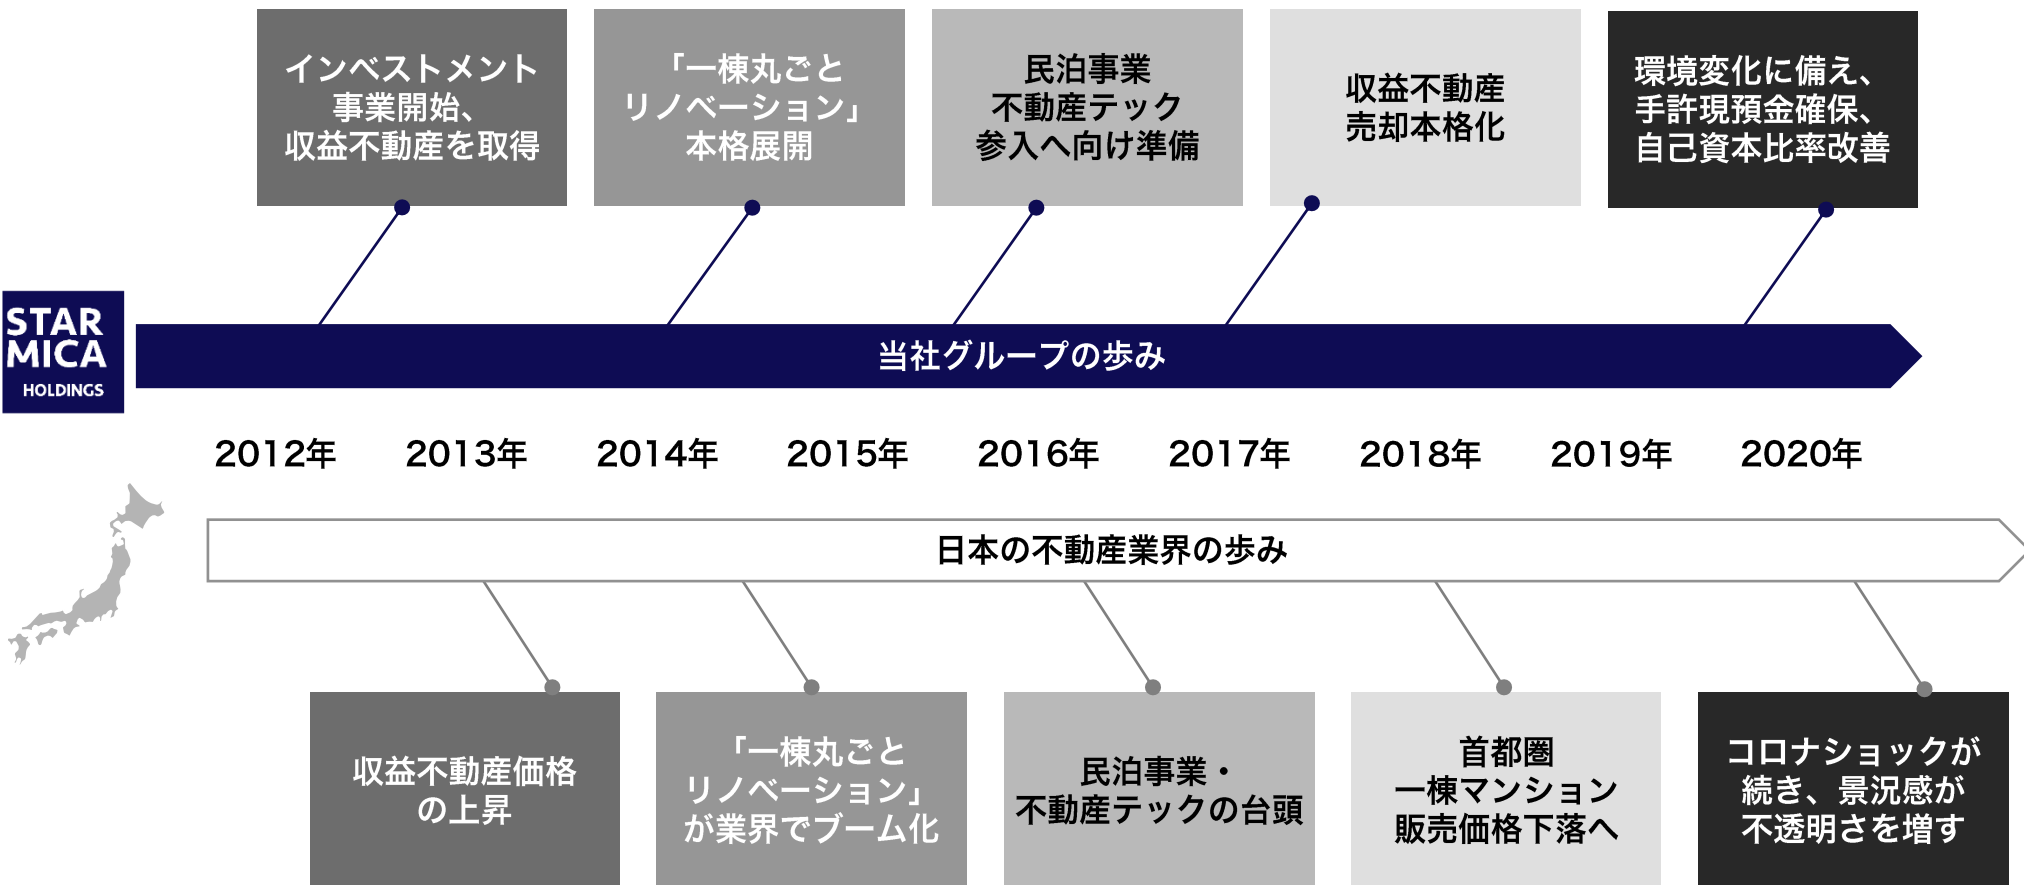 インベストメント
事業開始、
収益不動産を取得
「一棟丸ごと
リノベーション」
本格展開
民泊事業
不動産テック
参入へ向け準備
収益不動産
売却本格化
環境変化に備え、
手許現預金確保、
自己資本比率改善
STAR
MICA
HOLDINGS
当社グループの歩み
2012年 2013年 2014年 2015年 2016年 2017年 2018年 2019年 2020年
日本の不動産業界の歩み
収益不動産価格
の上昇
「一棟丸ごと
リノベーション」
が業界でブーム化
民泊事業・
不動産テックの台頭
首都圏
一棟マンション
販売価格下落へ
コロナショックが
続き、景況感が
不透明さを増す